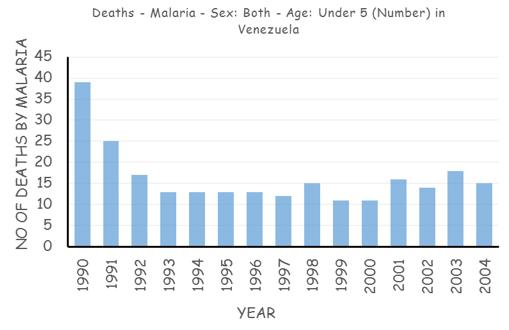 Deaths - Malaria - Sex: Both - Age: Under 5 (Number) in
Venezuela
NO OF DEATHS BY MALARIA
45
40
35
30
25
20
15
10
5
0
1990 1991 1992 1993 1994 1995 1996 1997 1998 1999 2000 2001 2002 2003 2004
YEAR